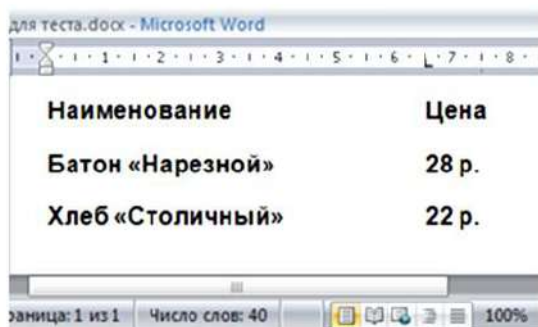 для теста.docx - Microsoft Word
1 · 1 · 2 · 1 · 3 · 1 · 4 · 1 · 5 · 1 · 6 · 7 · 1 · 8
Наименование Цена
Батон «Нарезной» 28 р.
Хлеб «Столичный» 22 р.
раница: 1 из 1 Число слов: 40 100%